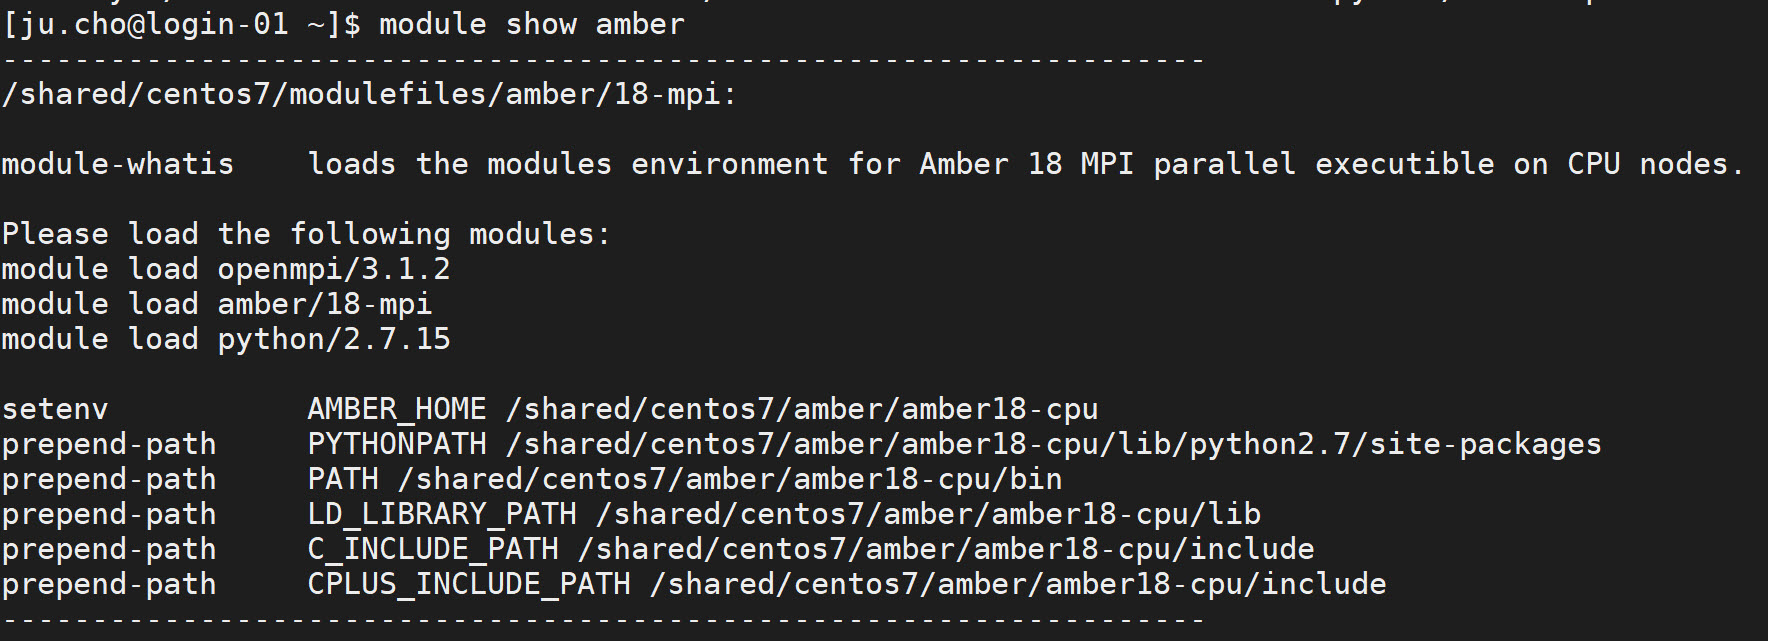 [ju.cho@login-01 ~]$ module show amber
-------------------------------------------------------------------
/shared/centos7/modulefiles/amber/18-mpi:
module-whatis    loads the modules environment for Amber 18 MPI parallel executible on CPU nodes.
Please load the following modules:
module load openmpi/3.1.2
module load amber/18-mpi
module load python/2.7.15
setenv           AMBER_HOME /shared/centos7/amber/amber18-cpu
prepend-path     PYTHONPATH /shared/centos7/amber/amber18-cpu/lib/python2.7/site-packages
prepend-path     PATH /shared/centos7/amber/amber18-cpu/bin
prepend-path     LD_LIBRARY_PATH /shared/centos7/amber/amber18-cpu/lib
prepend-path     C_INCLUDE_PATH /shared/centos7/amber/amber18-cpu/include
prepend-path     CPLUS_INCLUDE_PATH /shared/centos7/amber/amber18-cpu/include
-------------------------------------------------------------------